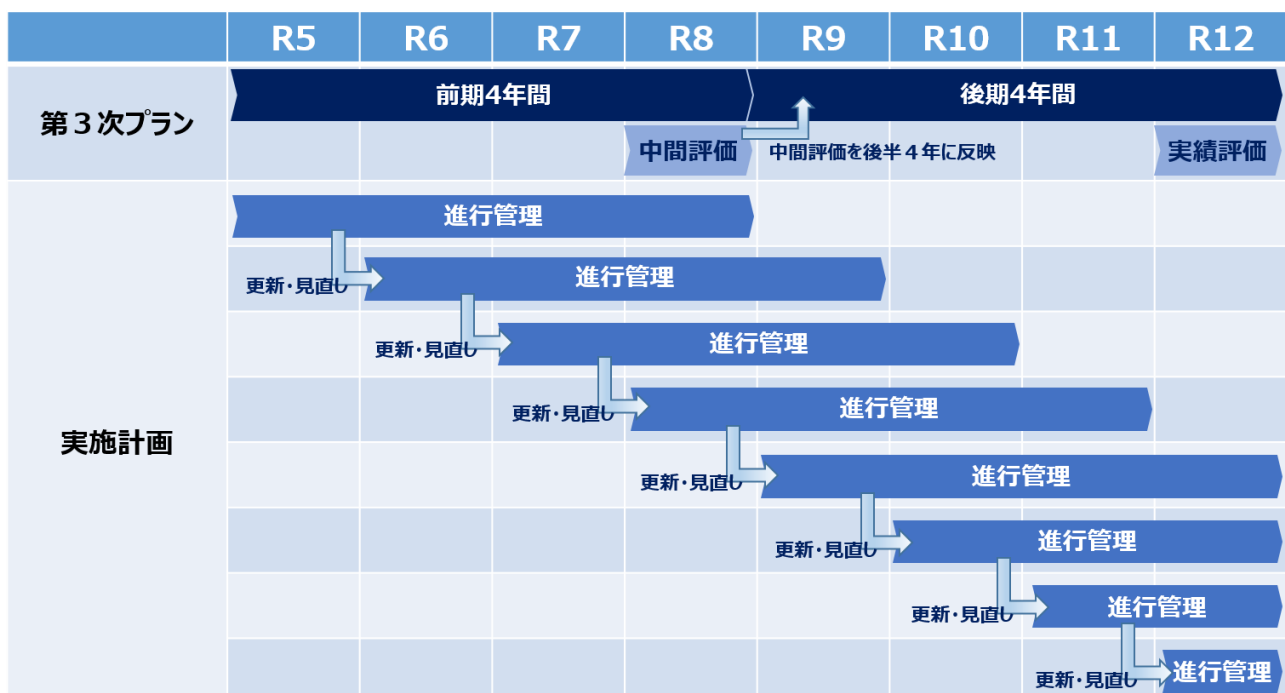 R5 R6 R7 R8 R9 R10 R11 R12
第３次プラン
前期4年間
後期4年間
中間評価
中間評価を後半４年に反映
実績評価
実施計画
進行管理
更新・見直し
進行管理
更新・見直し
進行管理
更新・見直し
進行管理
更新・見直し
進行管理
更新・見直し
進行管理
更新・見直し
進行管理
更新・見直し
進行管理